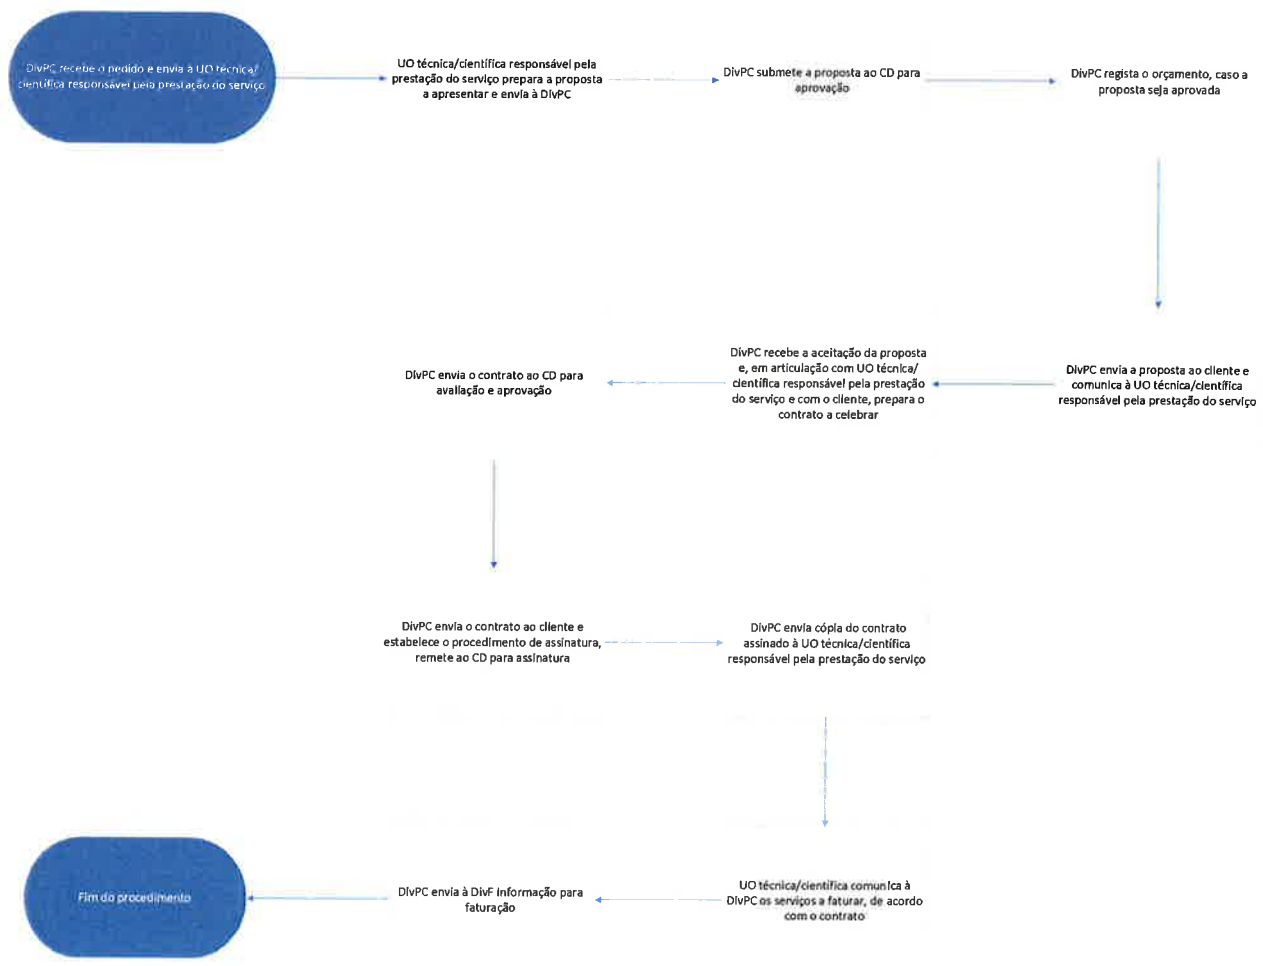 DivPC recebe o pedido e envia à UO técnica/
científica responsável pela prestação do serviço
UO técnica/científica responsável pela
prestação do serviço prepara a proposta
a apresentar e envia à DivPC
DivPC submete a proposta ao CD para
aprovação
DivPC regista o orçamento, caso a
proposta seja aprovada
DivPC envia a proposta ao cliente e
comunica à UO técnica/científica
responsável pela prestação do serviço
DivPC recebe a aceitação da proposta
e, em articulação com UO técnica/
científica responsável pela prestação
do serviço e com o cliente, prepara o
contrato a celebrar
DivPC envia o contrato ao CD para
avaliação e aprovação
DivPC envia o contrato ao cliente e
estabelece o procedimento de assinatura,
remete ao CD para assinatura
DivPC envia cópia do contrato
assinado à UO técnica/científica
responsável pela prestação do serviço
UO técnica/científica comunica à
DivPC os serviços a faturar, de acordo
com o contrato
DivPC envia à DivF informação para
faturação
Fim do procedimento